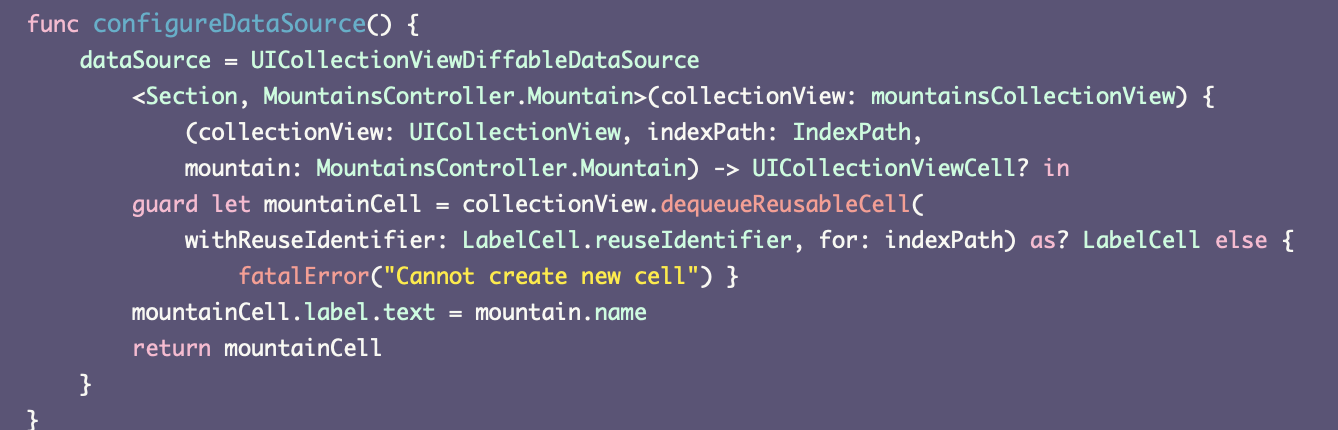 func configureDataSource() {
dataSource = UICollectionViewDiffableDataSource
<Section, MountainsController.Mountain>(collectionView: mountainsCollectionView) {
(collectionView: UICollectionView, indexPath: IndexPath,
mountain: MountainsController.Mountain) -> UICollectionViewCell? in
guard let mountainCell = collectionView.dequeueReusableCell(
withReuseIdentifier: LabelCell.reuseIdentifier, for: indexPath) as? LabelCell else {
fatalError("Cannot create new cell") }
mountainCell.label.text = mountain.name
return mountainCell
}
}